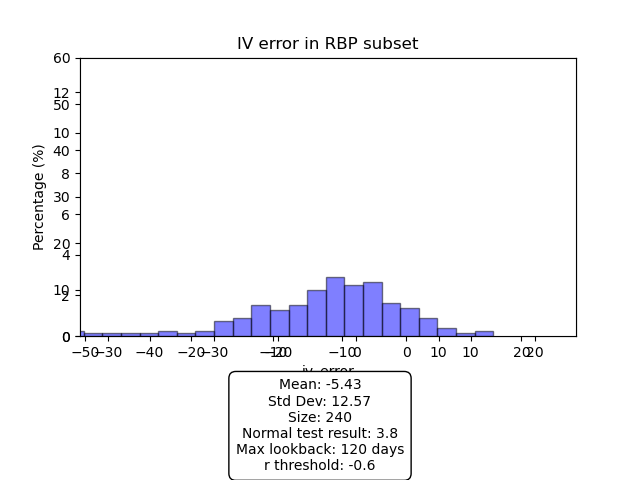 IV error in RBP subset
Percentage (%)
60
12
50
10
40
8
30
6
20
4
10
2
0
−50 −30 −40 −20 −30 −20 −10 −10 0 0 10 10 20 20
iv_error
Mean: -5.43
Std Dev: 12.57
Size: 240
Normal test result: 3.8
Max lookback: 120 days
r threshold: -0.6